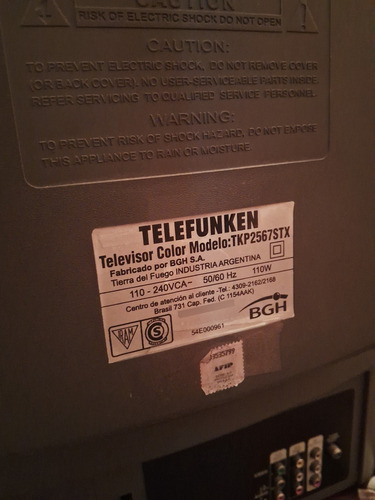 CAUTION
RISK OF ELECTRIC SHOCK DO NOT OPEN
CAUTION:
TO PREVENT ELECTRIC SHOCK, DO NOT REMOVE COVER
(OR BACK COVER). NO USER-SERVICEABLE PARTS INSIDE
REFER SERVICING TO QUALIFIED SERVICE PERSONNEL.
WARNING:
TO PREVENT RISK OF SHOCK HAZARD, DO NOT EXPOSE
THIS APPLIANCE TO RAIN OR MOISTURE.
TELEFUNKEN
Televisor Color Modelo:TKP2567STX
Fabricado por BGH S.A.
Tierra del Fuego INDUSTRIA ARGENTINA
110 - 240VCA~ 50/60 Hz 110W
Centro de atención al cliente -Tel.: 4309-2162/2168
Brasil 731 Cap. Fed. (C 1154AAK)
BGH
IRAM
S
54E000961